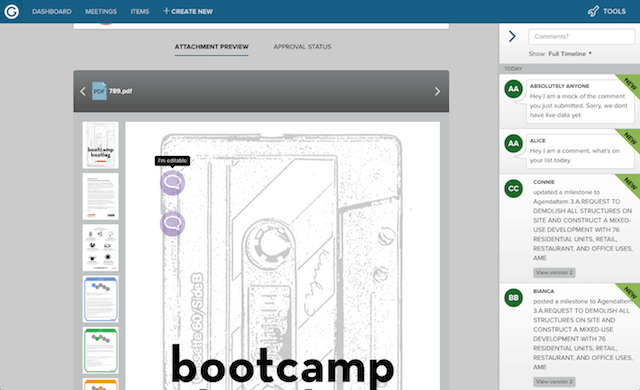 DASHBOARD MEETINGS ITEMS + CREATE NEW TOOLS
ATTACHMENT PREVIEW APPROVAL STATUS
PDF 789.pdf
bootcamp
bootleg
I'm editable
Cassette 60/Side B
bootcamp
Comments?
Show: Full Timeline
TODAY
AA ABSOLUTELY ANYONE NEW
Hey I am a mock of the comment
you just submitted. Sorry, we dont
have live data yet.
AA ALICE NEW
Hey I am a comment, what's on
your list today
CC CONNIE NEW
updated a milestone to
AgendaItem 3.A.REQUEST TO
DEMOLISH ALL STRUCTURES ON
SITE AND CONSTRUCT A MIXED-
USE DEVELOPMENT WITH 76
RESIDENTIAL UNITS, RETAIL,
RESTAURANT, AND OFFICE USES,
AME
View version 2
BB BIANCA NEW
posted a milestone to AgendaItem
3.A.REQUEST TO DEMOLISH ALL
STRUCTURES ON SITE AND
CONSTRUCT A MIXED-USE
DEVELOPMENT WITH 76
RESIDENTIAL UNITS, RETAIL,
RESTAURANT, AND OFFICE USES,
AME
View version 2